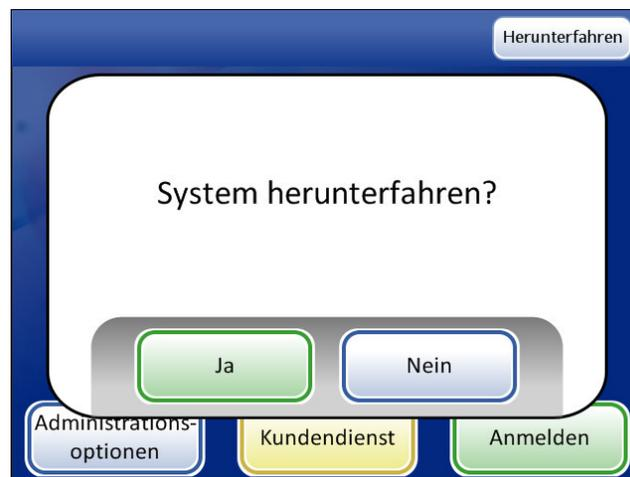 Herunterfahren
System herunterfahren?
Ja
Nein
Administrations-
optionen
Kundendienst
Anmelden